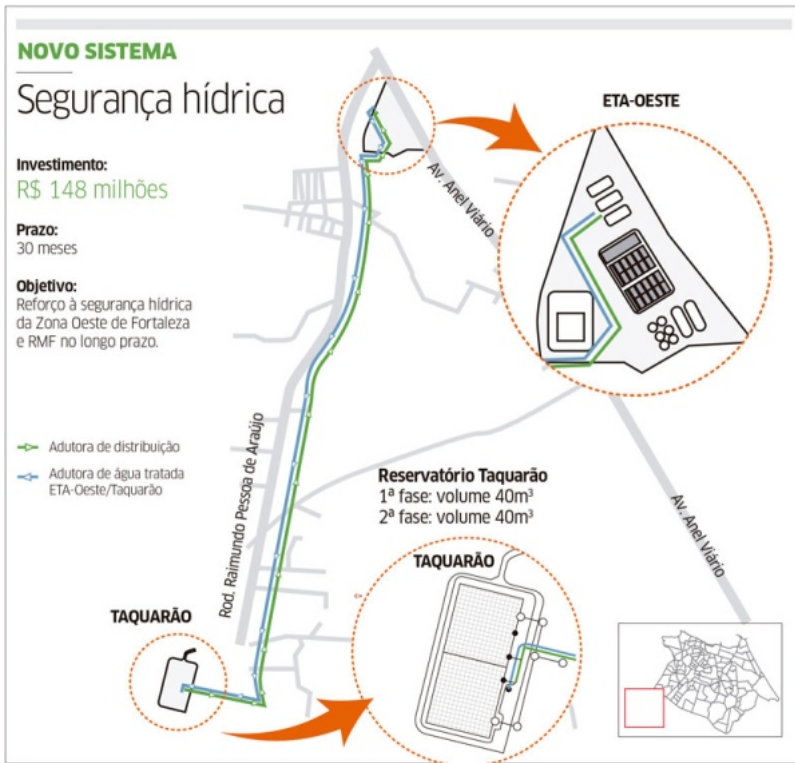 NOVO SISTEMA
Segurança hídrica
Investimento:
R$ 148 milhões
Prazo:
30 meses
Objetivo:
Reforço à segurança hídrica
da Zona Oeste de Fortaleza
e RMF no longo prazo.
Adutora de distribuição
Adutora de água tratada
ETA-Oeste/Taquarão
ETA-OESTE
Av. Anel Viário
Rod. Raimundo Pessoa de Araújo
Reservatório Taquarão
1ª fase: volume 40m³
2ª fase: volume 40m³
TAQUARÃO
TAQUARÃO
Av. Anel Viário